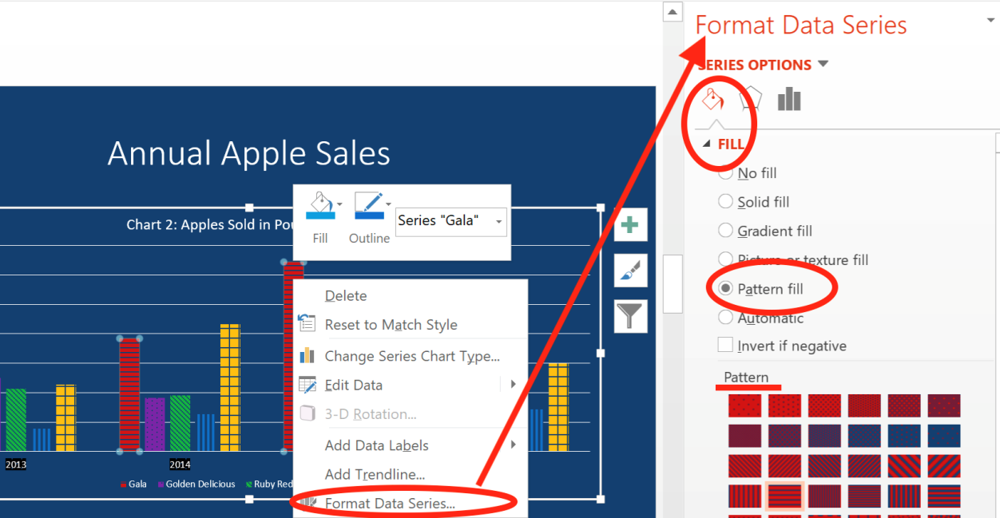 Annual Apple Sales
Chart 2: Apples Sold in Pou
2013
2014
Gala Golden Delicious Ruby Red
Fill Outline Series "Gala"
Delete
Reset to Match Style
Change Series Chart Type...
Edit Data
3-D Rotation...
Add Data Labels
Add Trendline...
Format Data Series...
Format Data Series
SERIES OPTIONS
FILL
No fill
Solid fill
Gradient fill
Picture or texture fill
Pattern fill
Automatic
Invert if negative
Pattern